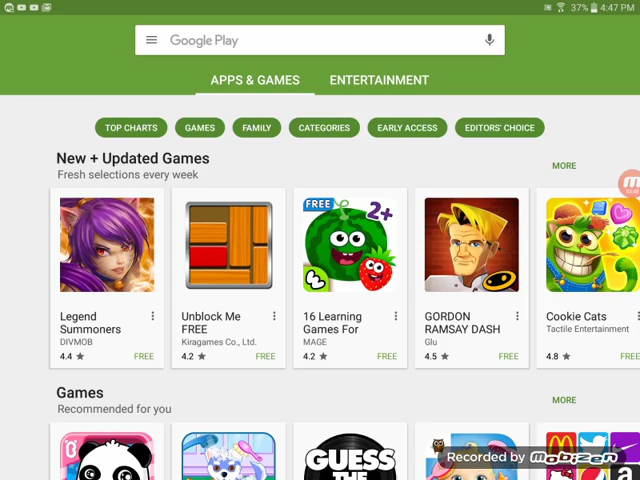 37% 4:47 PM
Google Play
APPS & GAMES ENTERTAINMENT
TOP CHARTS GAMES FAMILY CATEGORIES EARLY ACCESS EDITORS' CHOICE
New + Updated Games
MORE
Fresh selections every week
FREE 2+
Legend Summoners
DIVMOB
4.4 FREE
Unblock Me FREE
Kiragames Co., Ltd.
4.2 FREE
16 Learning Games For
MAGE
4.2 FREE
GORDON RAMSAY DASH
Glu
4.5 FREE
Cookie Cats
Tactile Entertainment
4.8 FREE
Games
MORE
Recommended for you
GUESS
THE
Recorded by Mobizen